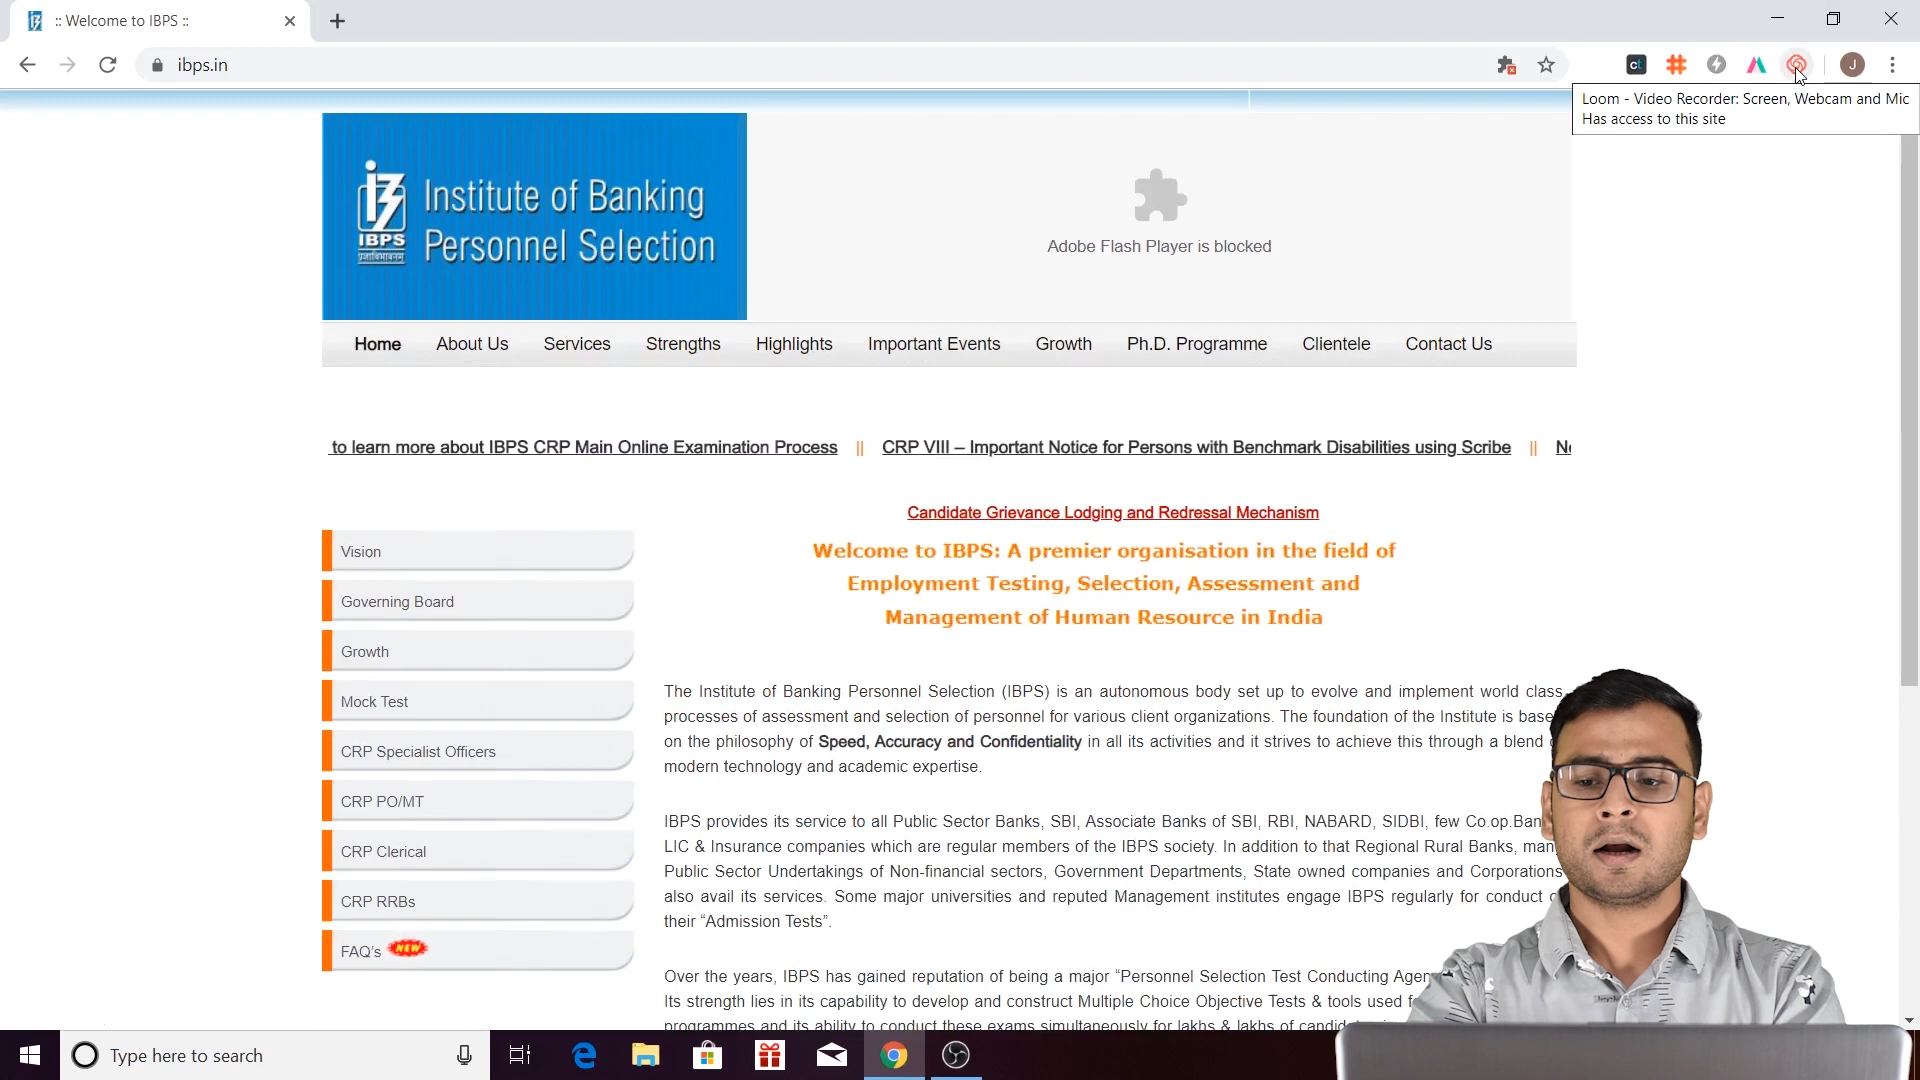 :: Welcome to IBPS ::
ibps.in
ct
J
Loom - Video Recorder: Screen, Webcam and Mic
Has access to this site
IBPS
Institute of Banking
Personnel Selection
Adobe Flash Player is blocked
Home About Us Services Strengths Highlights Important Events Growth Ph.D. Programme Clientele Contact Us
to learn more about IBPS CRP Main Online Examination Process || CRP VIII – Important Notice for Persons with Benchmark Disabilities using Scribe ||
Candidate Grievance Lodging and Redressal Mechanism
Welcome to IBPS: A premier organisation in the field of
Employment Testing, Selection, Assessment and
Management of Human Resource in India
Vision
Governing Board
Growth
Mock Test
CRP Specialist Officers
CRP PO/MT
CRP Clerical
CRP RRBs
FAQ's NEW
The Institute of Banking Personnel Selection (IBPS) is an autonomous body set up to evolve and implement world class
processes of assessment and selection of personnel for various client organizations. The foundation of the Institute is
on the philosophy of Speed, Accuracy and Confidentiality in all its activities and it strives to achieve this through a blend
modern technology and academic expertise.
IBPS provides its service to all Public Sector Banks, SBI, Associate Banks of SBI, RBI, NABARD, SIDBI, few
LIC & Insurance companies which are regular members of the IBPS society. In addition to that Regional Rural Banks,
Public Sector Undertakings of Non-financial sectors, Government Departments, State owned companies and Corporations
also avail its services. Some major universities and reputed Management institutes engage IBPS regularly for conduct
their “Admission Tests”.
Over the years, IBPS has gained reputation of being a major “Personnel Selection Test Conducting
Its strength lies in its capability to develop and construct Multiple Choice Objective Tests & tools used
programmes and its ability to conduct these exams simultaneously for lakhs & lakhs of
Type here to search